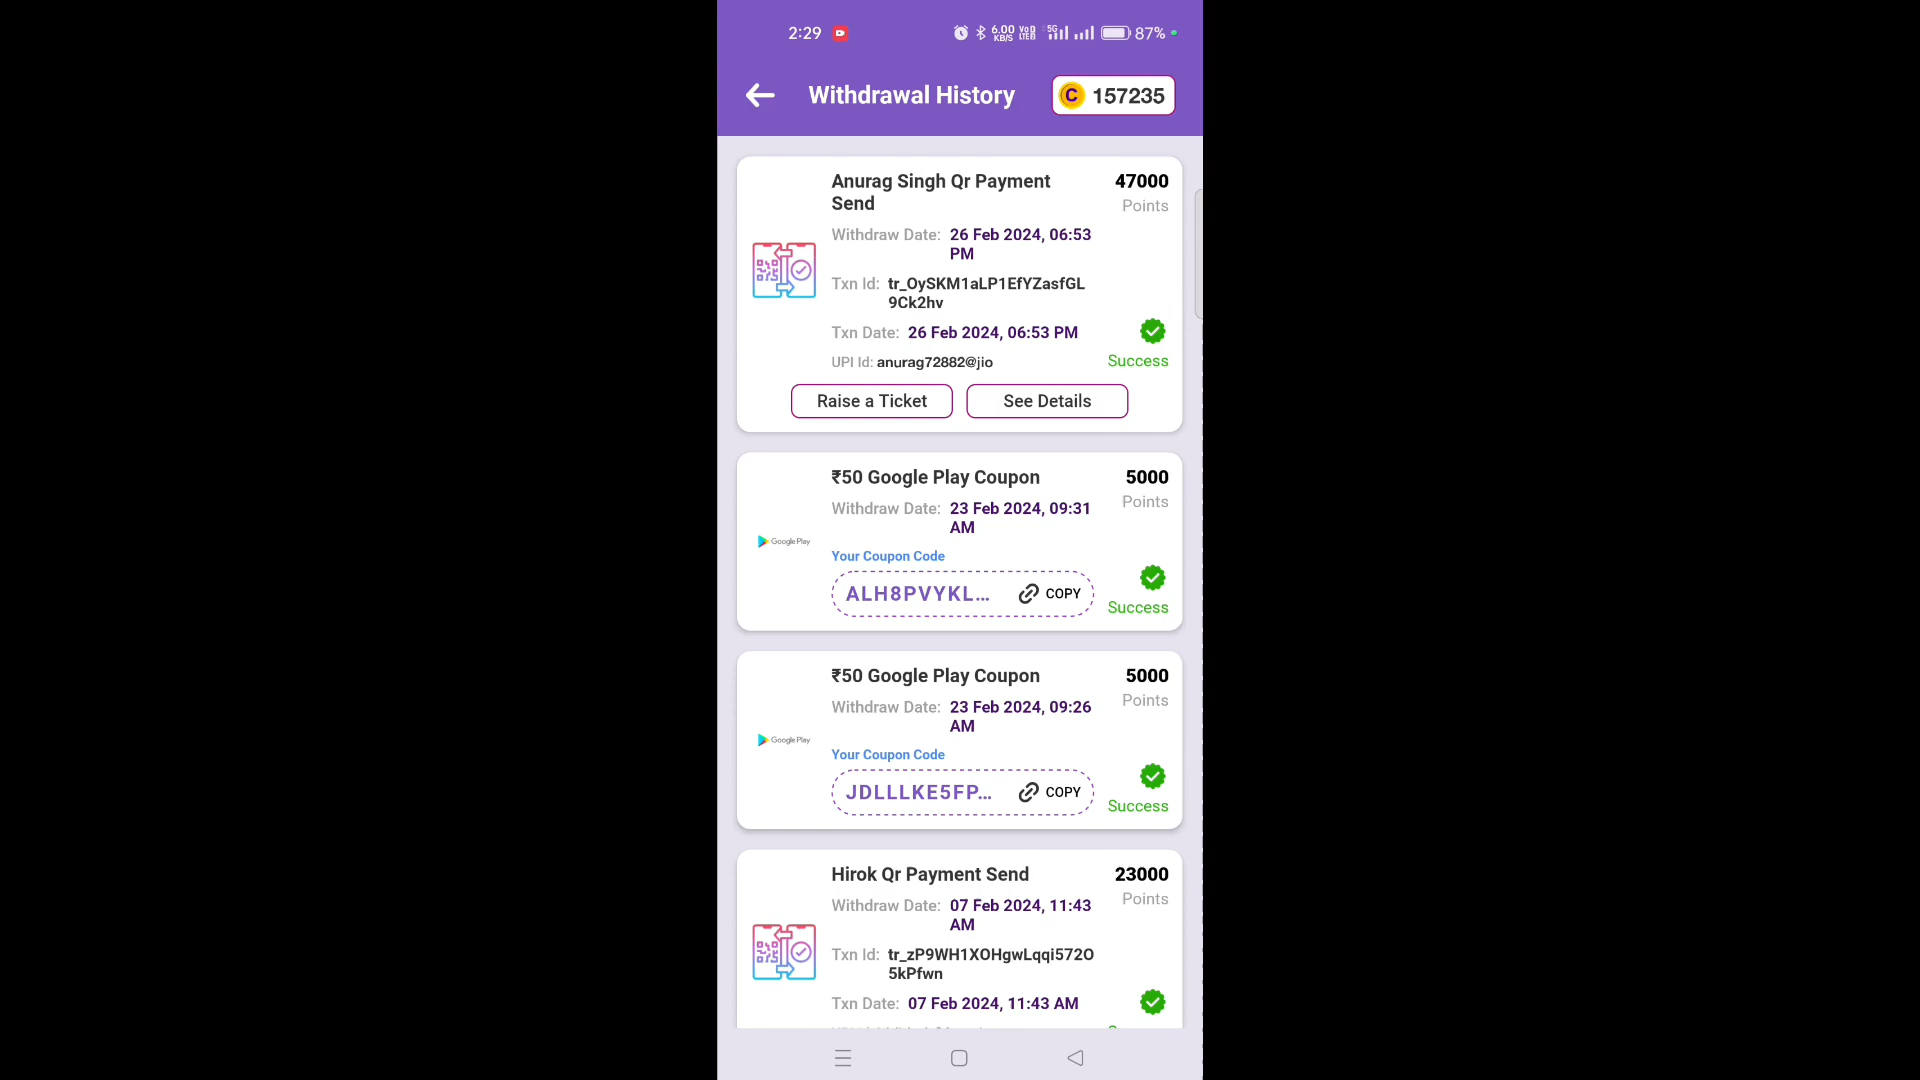 2:29
6.00 KB/S
5G
87%
Withdrawal History
C 157235
Anurag Singh Qr Payment
Send
47000
Points
Withdraw Date: 26 Feb 2024, 06:53
PM
Txn Id: tr_OySKM1aLP1EfYZasfGL
9Ck2hv
Txn Date: 26 Feb 2024, 06:53 PM
UPI Id: anurag72882@jio
Success
Raise a Ticket
See Details
₹50 Google Play Coupon
5000
Points
Withdraw Date: 23 Feb 2024, 09:31
AM
Google Play
Your Coupon Code
ALH8PVYKL...
COPY
Success
₹50 Google Play Coupon
5000
Points
Withdraw Date: 23 Feb 2024, 09:26
AM
Google Play
Your Coupon Code
JDLLLKE5FP...
COPY
Success
Hirok Qr Payment Send
23000
Points
Withdraw Date: 07 Feb 2024, 11:43
AM
Txn Id: tr_zP9WH1XOHgwLqqi572O
5kPfwn
Txn Date: 07 Feb 2024, 11:43 AM